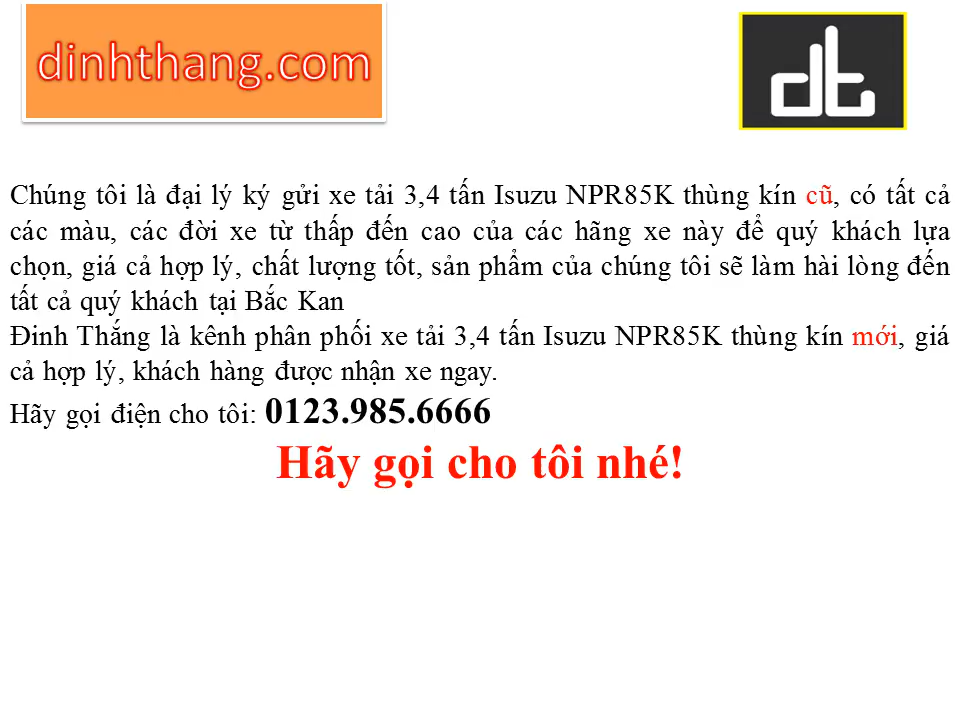 dinhthang.com
dt
Chúng tôi là đại lý ký gửi xe tải 3,4 tấn Isuzu NPR85K thùng kín cũ, có tất cả
các màu, các đời xe từ thấp đến cao của các hãng xe này để quý khách lựa
chọn, giá cả hợp lý, chất lượng tốt, sản phẩm của chúng tôi sẽ làm hài lòng đến
tất cả quý khách tại Bắc Kan
Đinh Thắng là kênh phân phối xe tải 3,4 tấn Isuzu NPR85K thùng kín mới, giá
cả hợp lý, khách hàng được nhận xe ngay.
Hãy gọi điện cho tôi: 0123.985.6666
Hãy gọi cho tôi nhé!